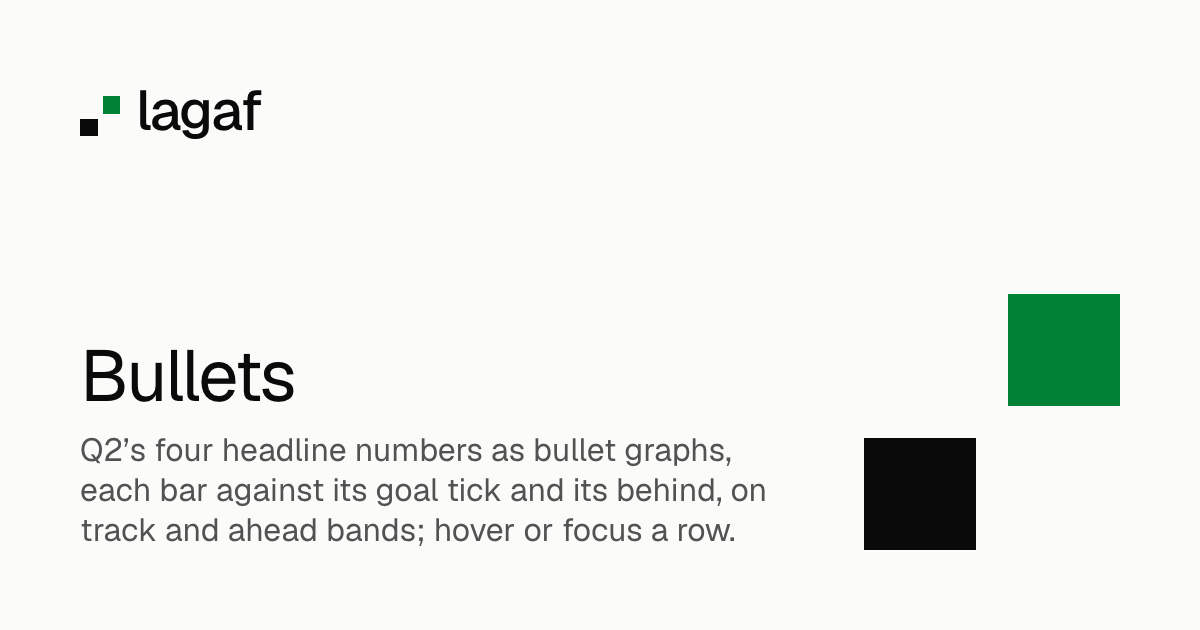 lagaf
Bullets
Q2’s four headline numbers as bullet graphs,
each bar against its goal tick and its behind, on
track and ahead bands; hover or focus a row.